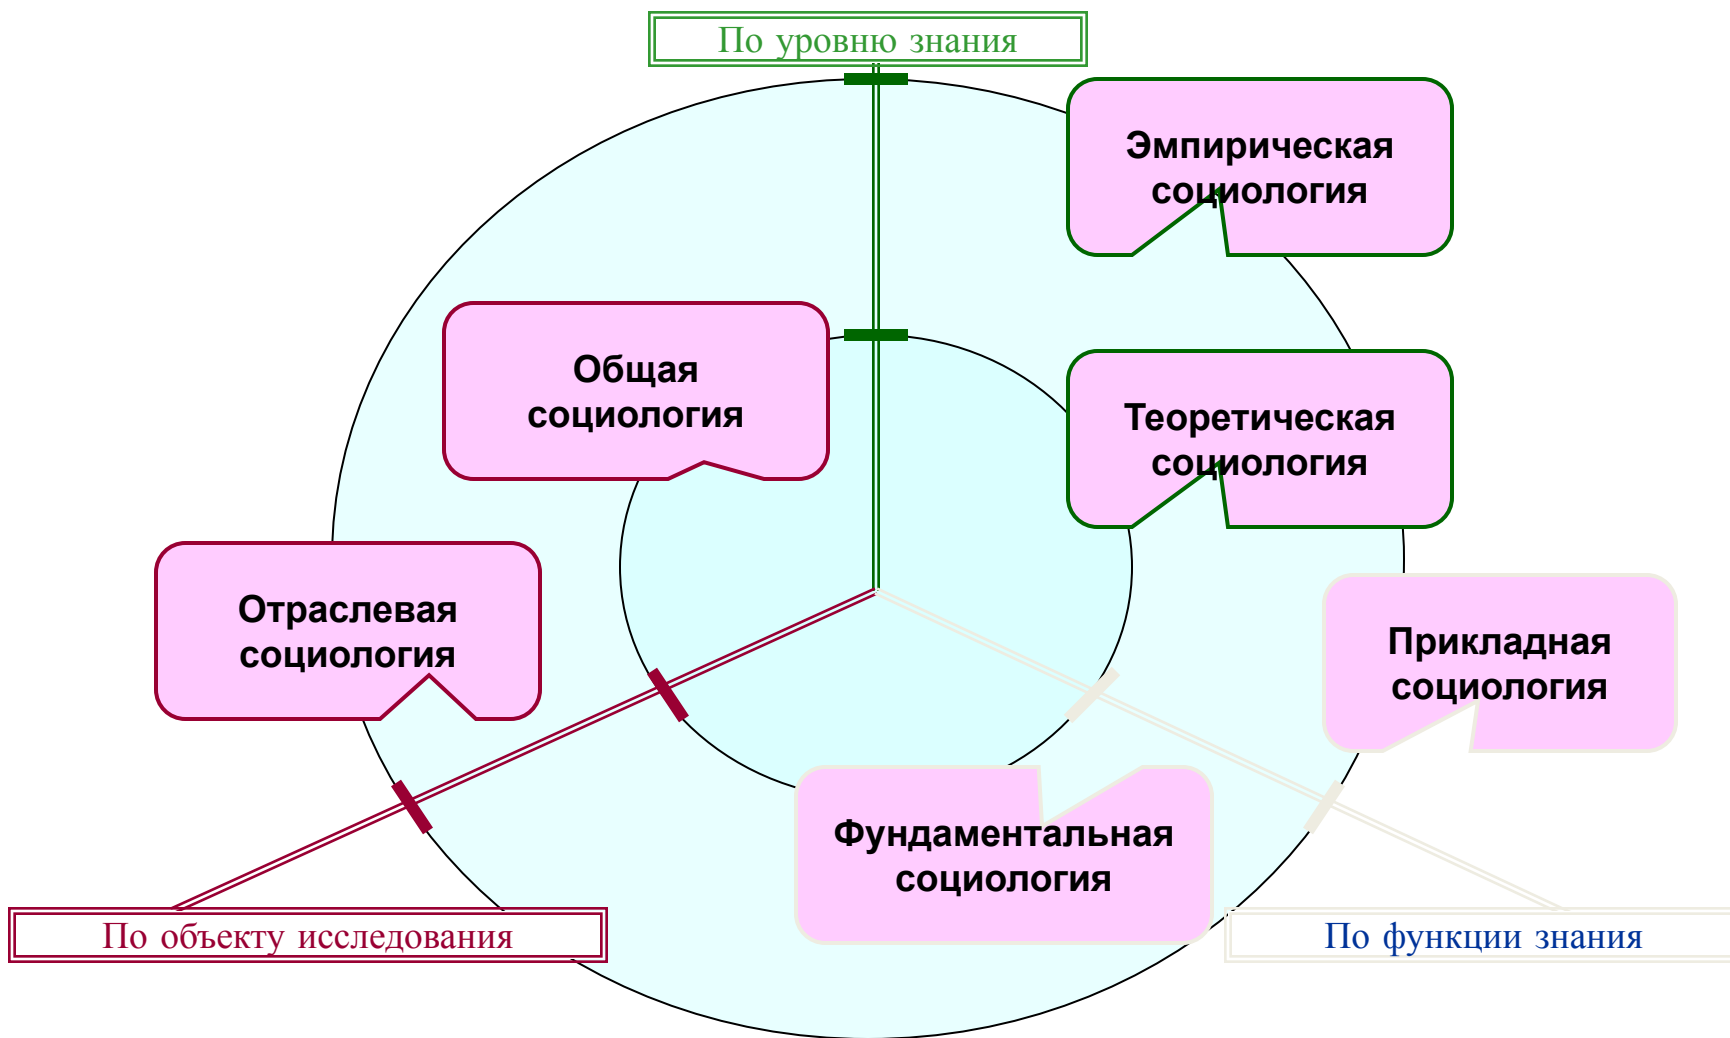 По уровню знания
Эмпирическая
социология
Общая
социология
Теоретическая
социология
Отраслевая
социология
Прикладная
социология
Фундаментальная
социология
По объекту исследования
По функции знания